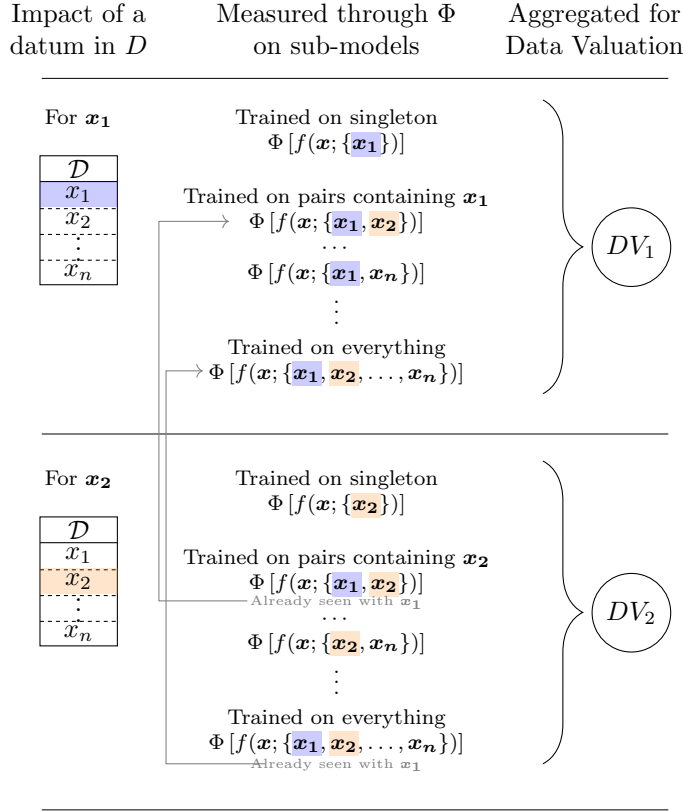 Impact of a datum in D
Measured through Φ on sub-models
Aggregated for Data Valuation
For x₁
D
x₁
x₂
⋮
xₙ
Trained on singleton
Φ [f(x; {x₁})]
Trained on pairs containing x₁
Φ [f(x; {x₁, x₂})]
⋯
Φ [f(x; {x₁, xₙ})]
⋮
Trained on everything
Φ [f(x; {x₁, x₂, . . . , xₙ})]
DV₁
For x₂
D
x₁
x₂
⋮
xₙ
Trained on singleton
Φ [f(x; {x₂})]
Trained on pairs containing x₂
Φ [f(x; {x₁, x₂})]
Already seen with x₁
⋯
Φ [f(x; {x₂, xₙ})]
⋮
Trained on everything
Φ [f(x; {x₁, x₂, . . . , xₙ})]
Already seen with x₁
DV₂